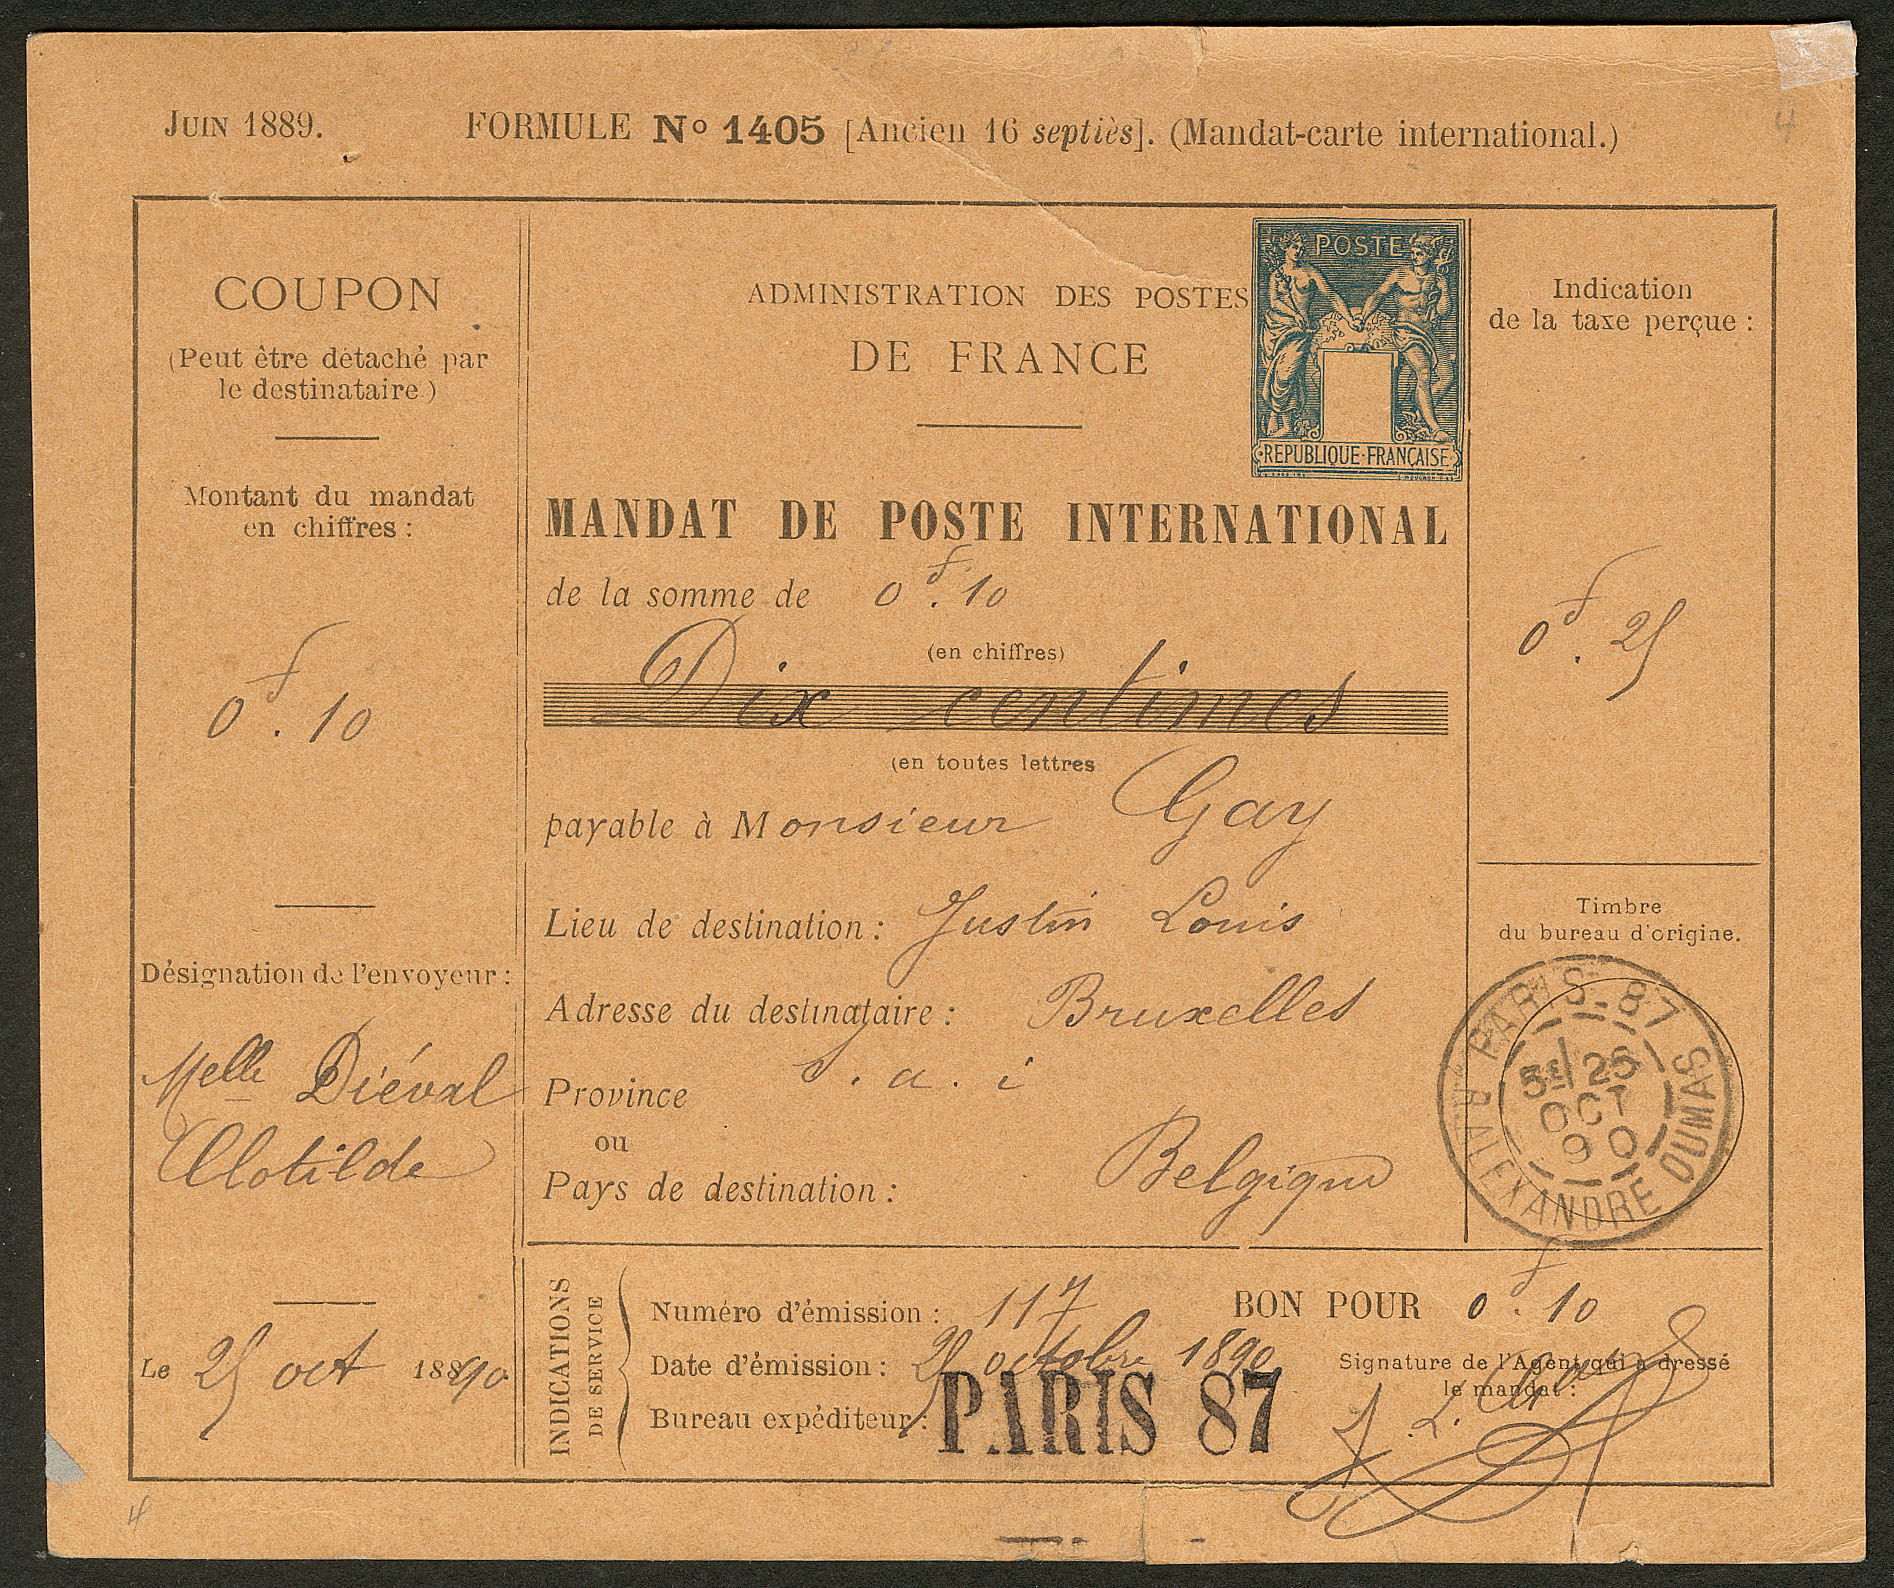 JUIN 1889. FORMULE No 1405 [Ancien 16 septiès]. (Mandat-carte international.)
COUPON
(Peut être détaché par
le destinataire.)
Montant du mandat
en chiffres :
0f.10
Désignation de l'envoyeur :
Melle Diéval
Clotilde
Le 25 oct 18890
ADMINISTRATION DES POSTES
DE FRANCE
POSTE
REPUBLIQUE FRANÇAISE
MANDAT DE POSTE INTERNATIONAL
de la somme de 0f.10
(en chiffres)
Dix centimes
(en toutes lettres
payable à Monsieur Gay
Lieu de destination : Justin Louis
Adresse du destinataire : Bruxelles
Province s. a. i
ou
Pays de destination : Belgique
Indication
de la taxe perçue :
0f.25
Timbre
du bureau d'origine.
PARIS-87
5E 25
OCT
90
R ALEXANDRE DUMAS
INDICATIONS
DE SERVICE
Numéro d'émission : 117
Date d'émission : 25 octobre 1890
Bureau expéditeur : PARIS 87
BON POUR 0f.10
Signature de l'Agent qui a dressé
le mandat :
4
4